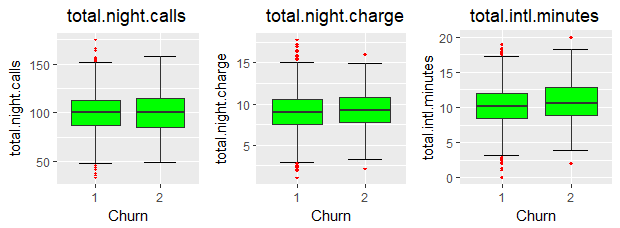 total.night.calls
total.night.calls
150
100
50
1 2
Churn
total.night.charge
total.night.charge
15
10
5
1 2
Churn
total.intl.minutes
total.intl.minutes
20
15
10
5
0
1 2
Churn